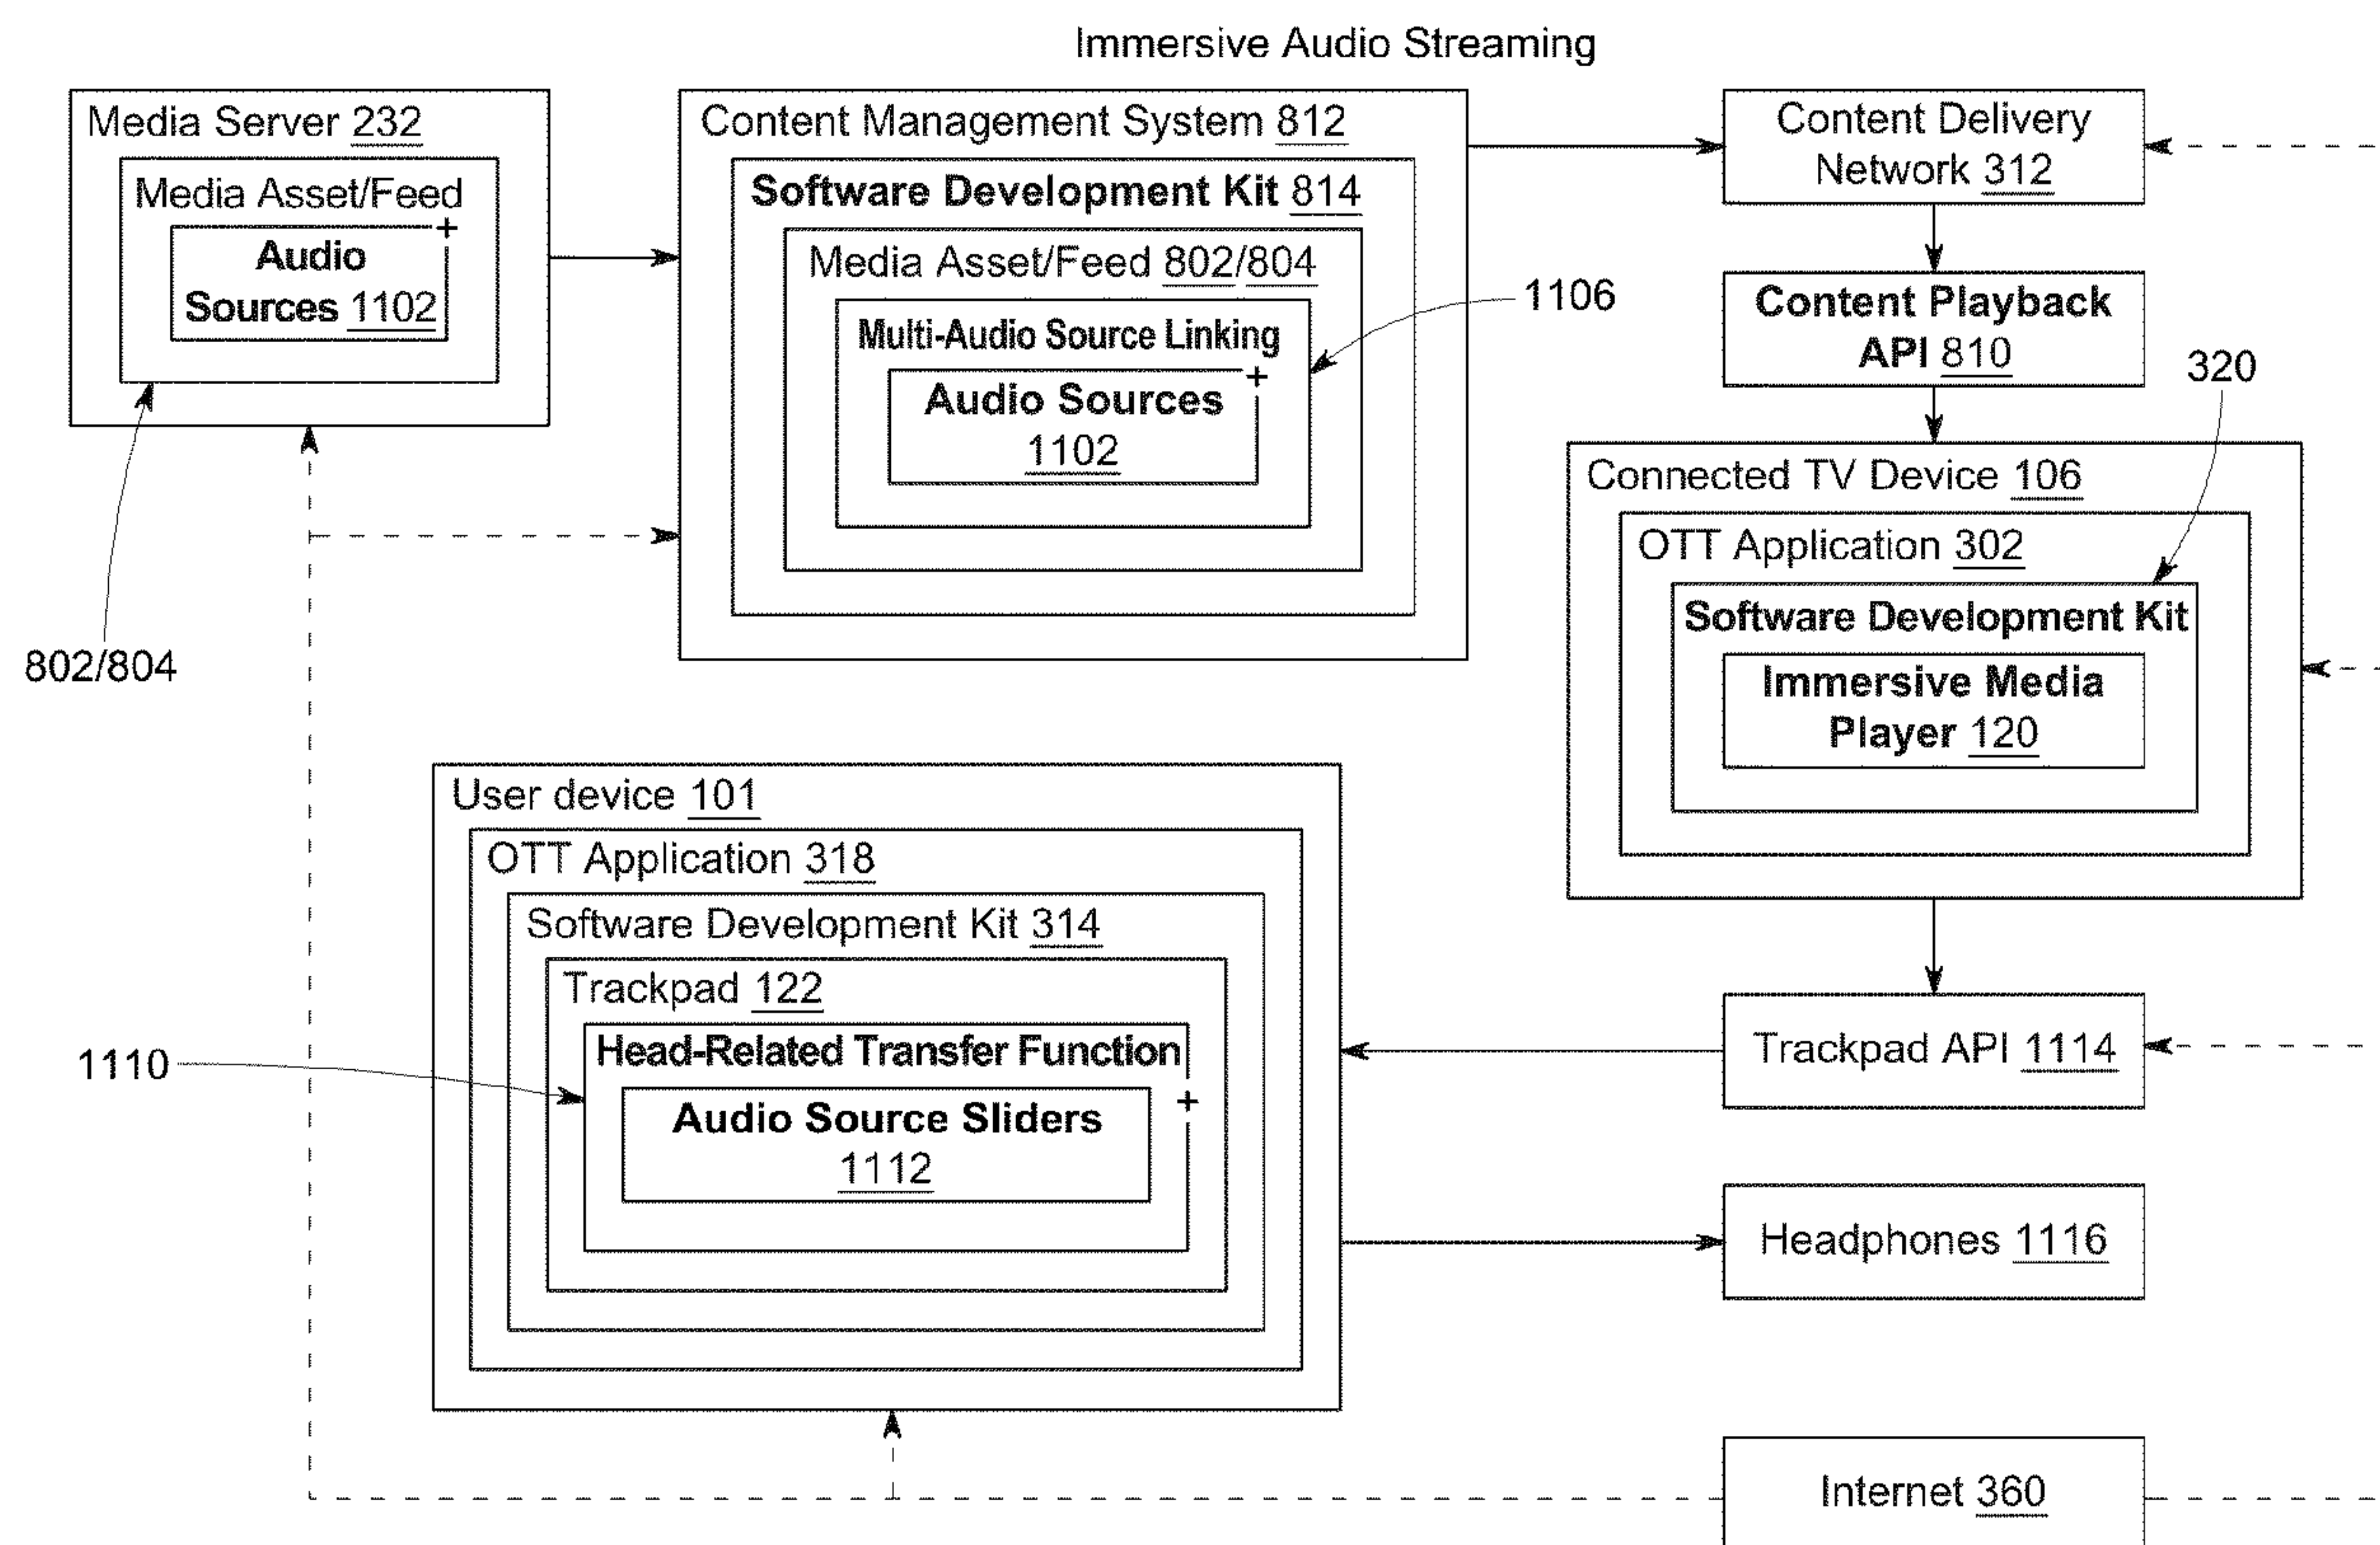 Immersive Audio Streaming
Media Server 232
Media Asset/Feed
Audio
Sources 1102
802/804
Content Management System 812
Software Development Kit 814
Media Asset/Feed 802/804
Multi-Audio Source Linking
Audio Sources
1102
1106
Content Delivery
Network 312
Content Playback
API 810
320
Connected TV Device 106
OTT Application 302
Software Development Kit
Immersive Media
Player 120
User device 101
OTT Application 318
Software Development Kit 314
Trackpad 122
Head-Related Transfer Function
Audio Source Sliders
1112
1110
Trackpad API 1114
Headphones 1116
Internet 360